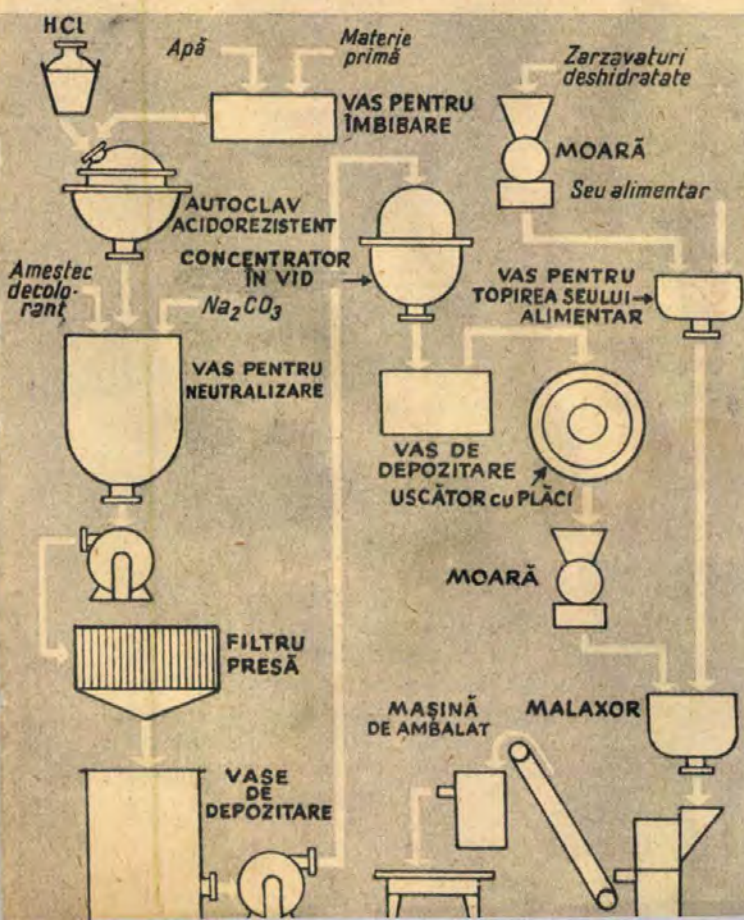 HCl
Apă
Materie
primă
Zarzavaturi
deshidratate
VAS PENTRU
ÎMBIBARE
MOARĂ
AUTOCLAV
ACIDOREZISTENT
Seu alimentar
Amestec
decolo-
rant
Na₂CO₃
CONCENTRATOR
ÎN VID
VAS PENTRU
TOPIREA SEULUI
ALIMENTAR
VAS PENTRU
NEUTRALIZARE
VAS DE
DEPOZITARE
USCĂTOR CU PLĂCI
MOARĂ
FILTRU
PRESĂ
MAȘINĂ
DE AMBALAT
MALAXOR
VASE
DE
DEPOZITARE